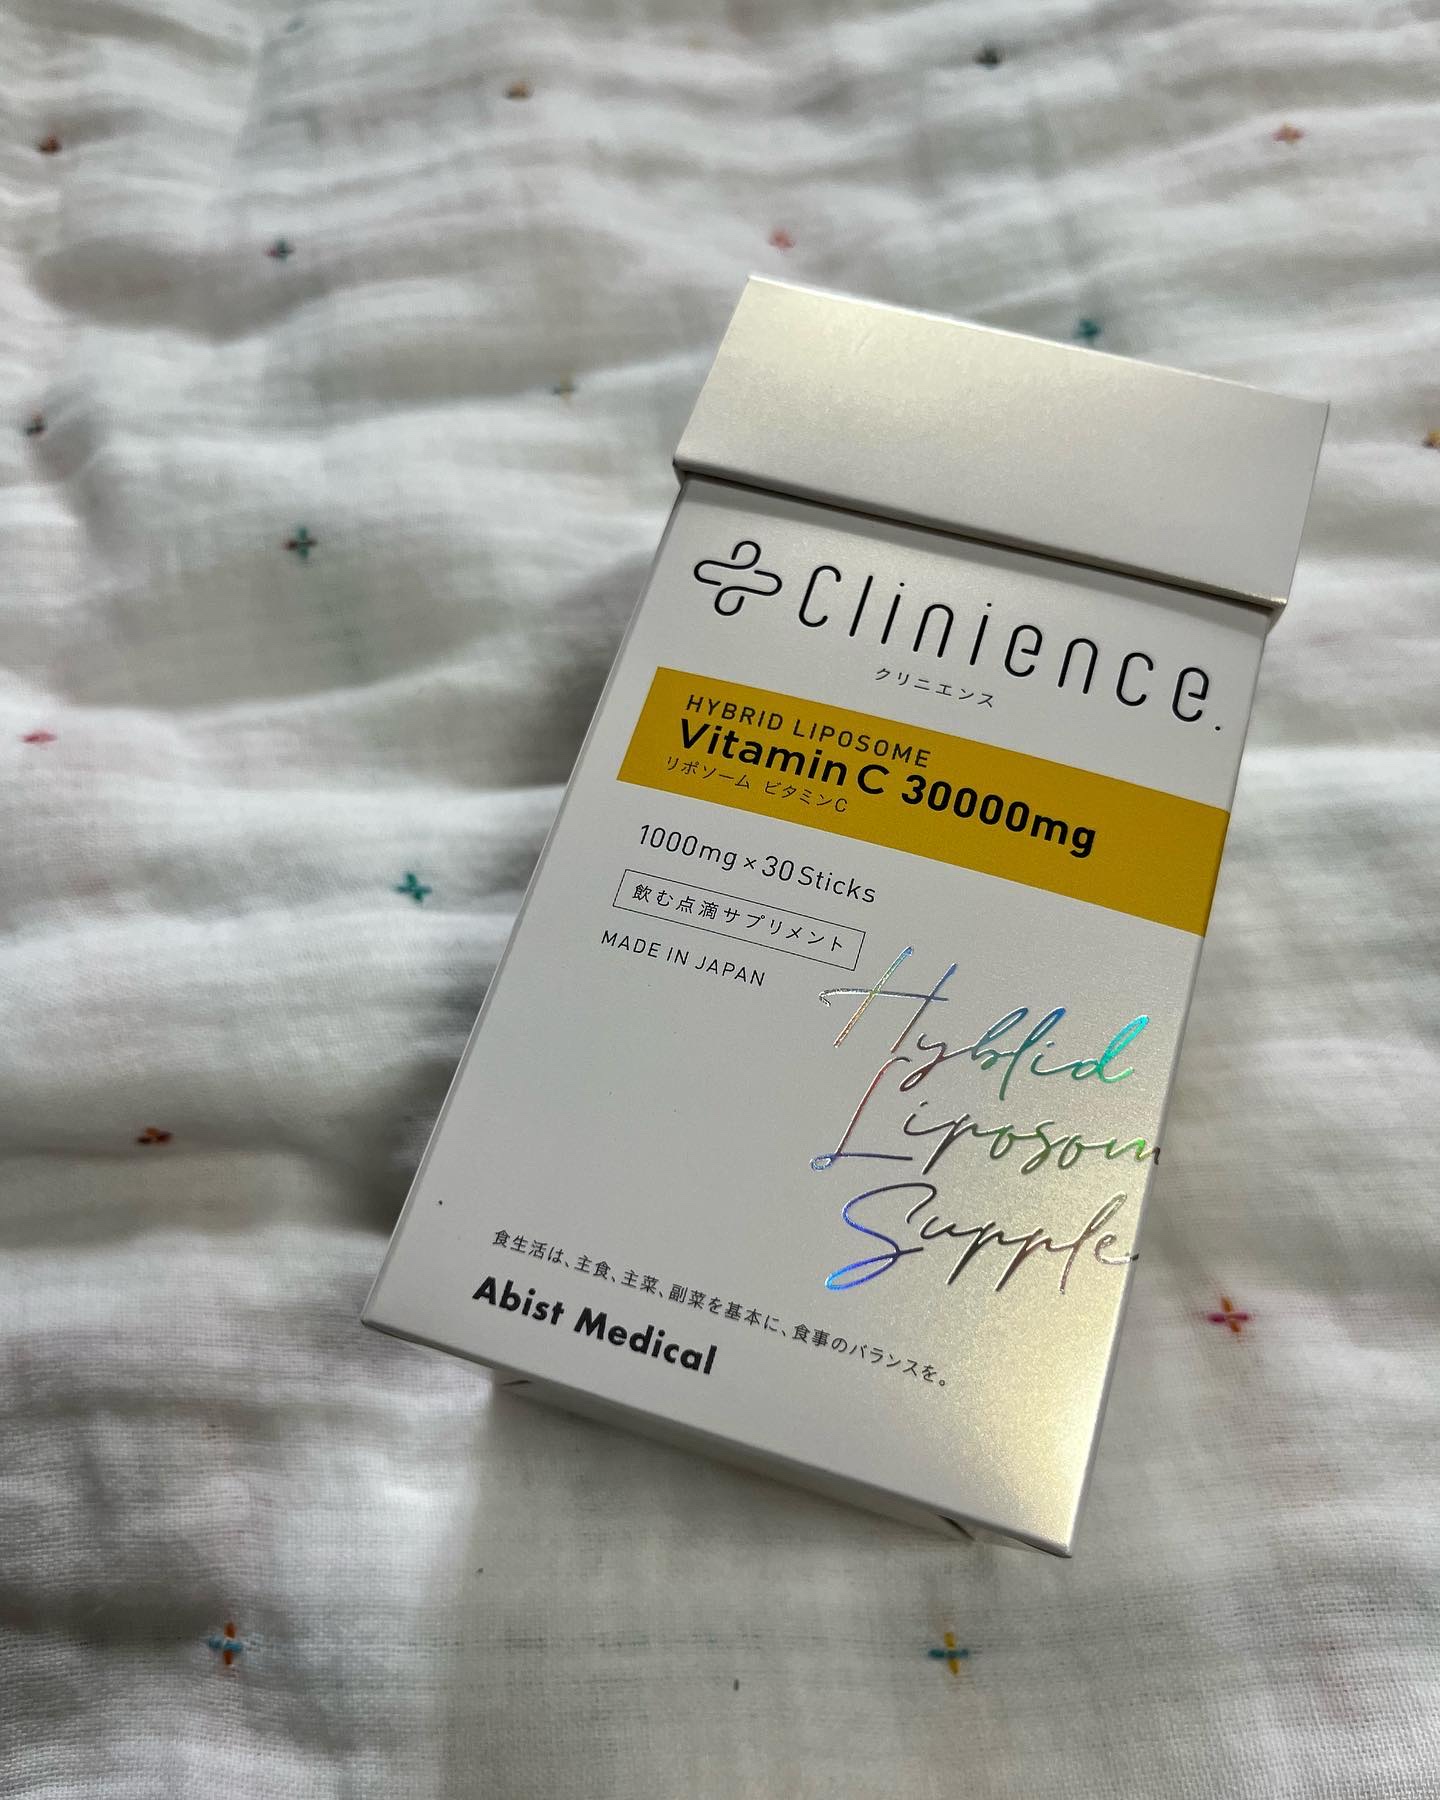 Clinience.
クリニエンス
HYBRID LIPOSOME
Vitamin C 30000mg
リポソーム ビタミンC
1000mg×30Sticks
飲む点滴サプリメント
MADE IN JAPAN
Hyblid
Liposom
Supple
食生活は、主食、主菜、副菜を基本に、食事のバランスを。
Abist Medical